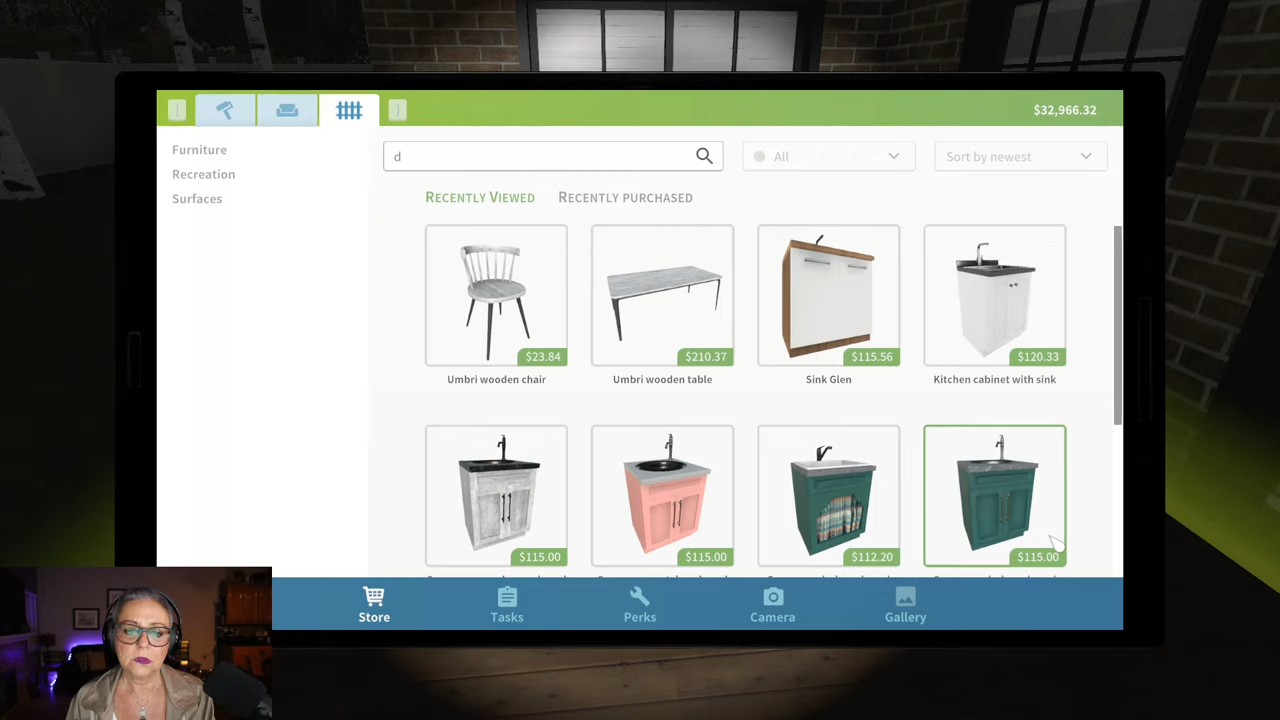 $32,966.32
Furniture
Recreation
Surfaces
d
All
Sort by newest
RECENTLY VIEWED
RECENTLY PURCHASED
$23.84
$210.37
$115.56
$120.33
Umbri wooden chair
Umbri wooden table
Sink Glen
Kitchen cabinet with sink
$115.00
$115.00
$112.20
$115.00
Store
Tasks
Perks
Camera
Gallery